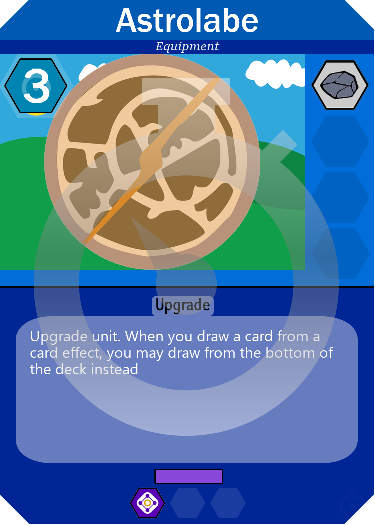 Astrolabe
Equipment
3
Upgrade
Upgrade unit. When you draw a card from a
card effect, you may draw from the bottom of
the deck instead